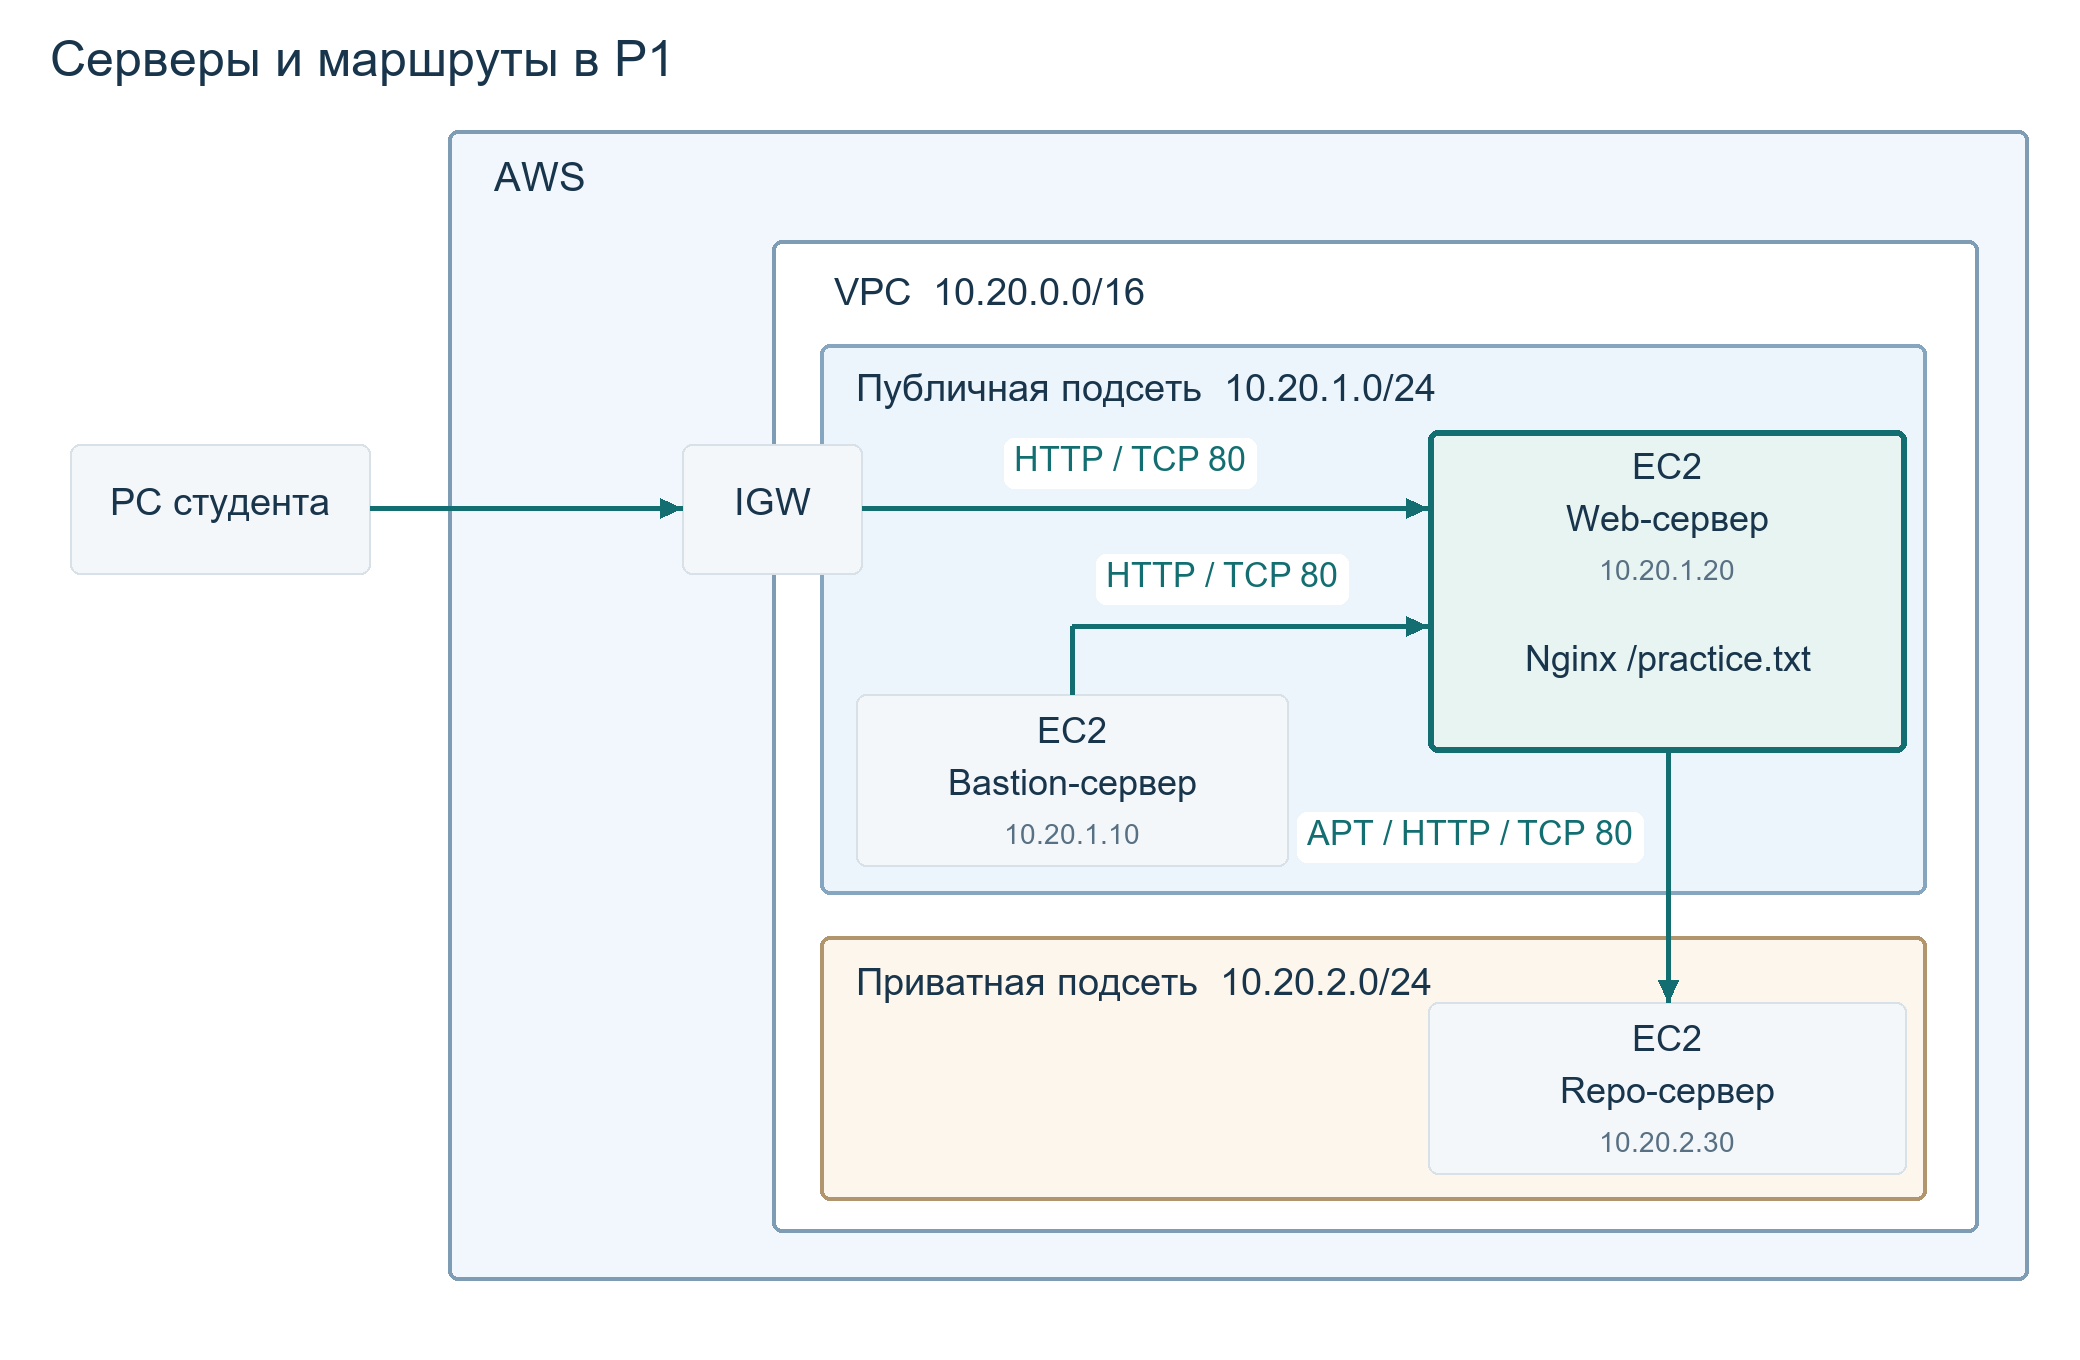 Серверы и маршруты в P1
AWS
VPC 10.20.0.0/16
Публичная подсеть 10.20.1.0/24
PC студента
IGW
HTTP / TCP 80
HTTP / TCP 80
EC2
Web-сервер
10.20.1.20
Nginx /practice.txt
EC2
Bastion-сервер
10.20.1.10
APT / HTTP / TCP 80
Приватная подсеть 10.20.2.0/24
EC2
Repo-сервер
10.20.2.30